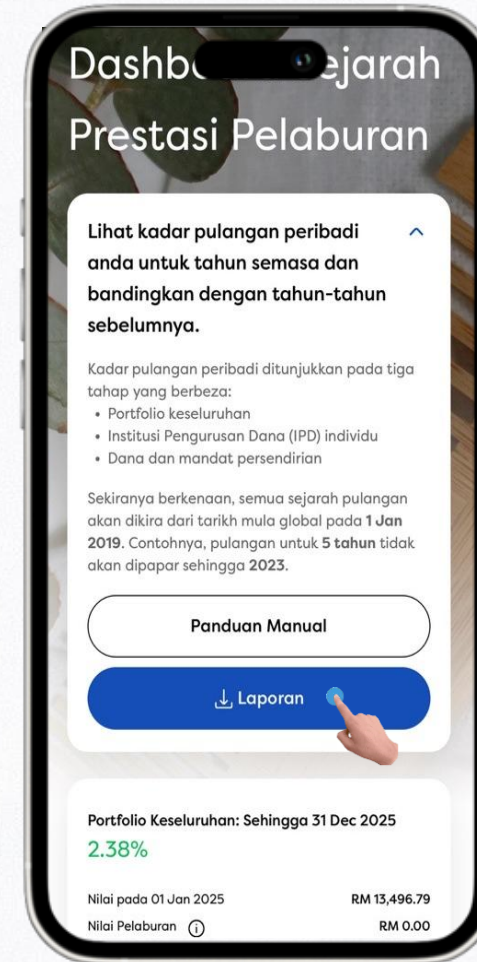 ejarah
Prestasi Pelaburan
Lihat kadar pulangan peribadi
anda untuk tahun semasa dan
bandingkan dengan tahun-tahun
sebelumnya.
Kadar pulangan peribadi ditunjukkan pada tiga
tahap yang berbeza:
• Portfolio keseluruhan
• Institusi Pengurusan Dana (IPD) individu
• Dana dan mandat persendirian
Sekiranya berkenaan, semua sejarah pulangan
akan dikira dari tarikh mula global pada 1 Jan
2019. Contohnya, pulangan untuk 5 tahun tidak
akan dipapar sehingga 2023.
Panduan Manual
Laporan
Portfolio Keseluruhan: Sehingga 31 Dec 2025
2.38%
Nilai pada 01 Jan 2025 RM 13,496.79
Nilai Pelaburan RM 0.00